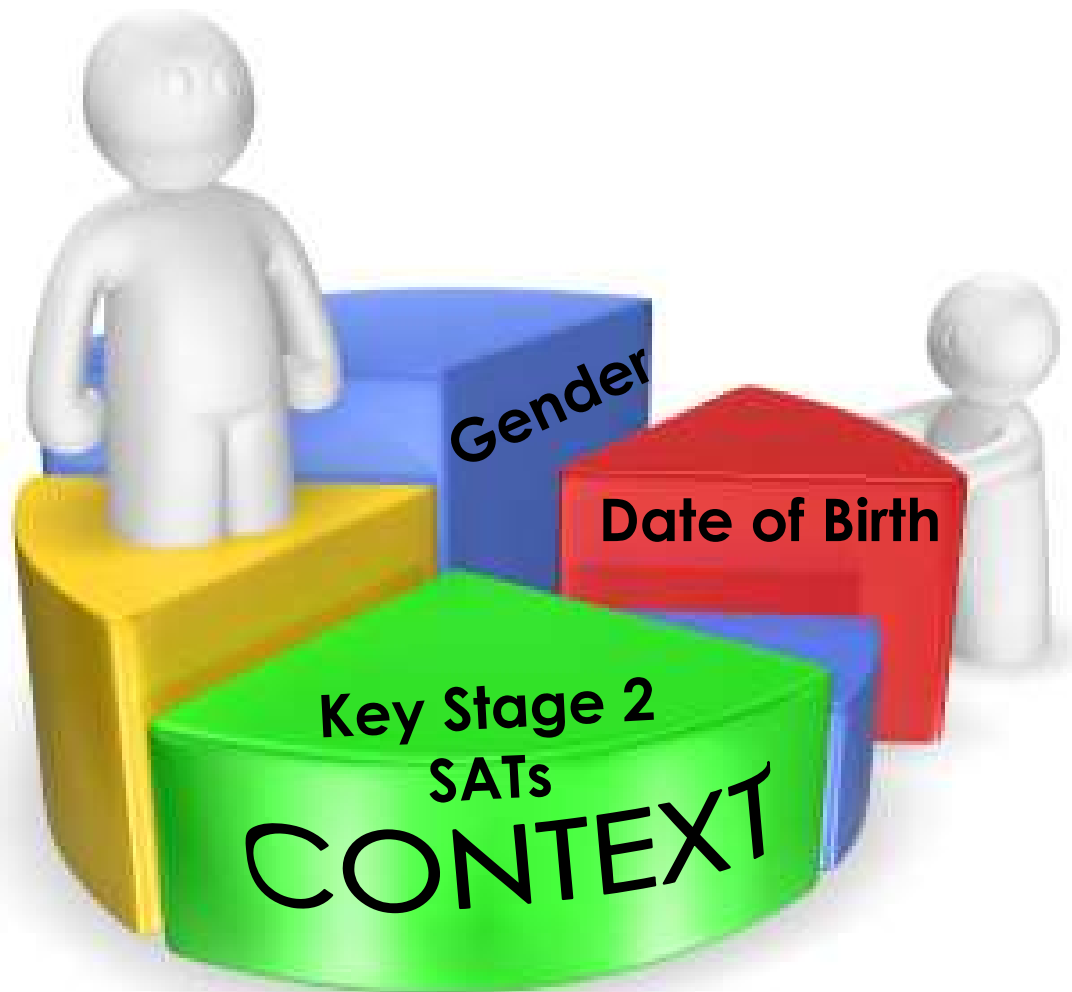 Gender
Date of Birth
Key Stage 2
SATs
CONTEXT